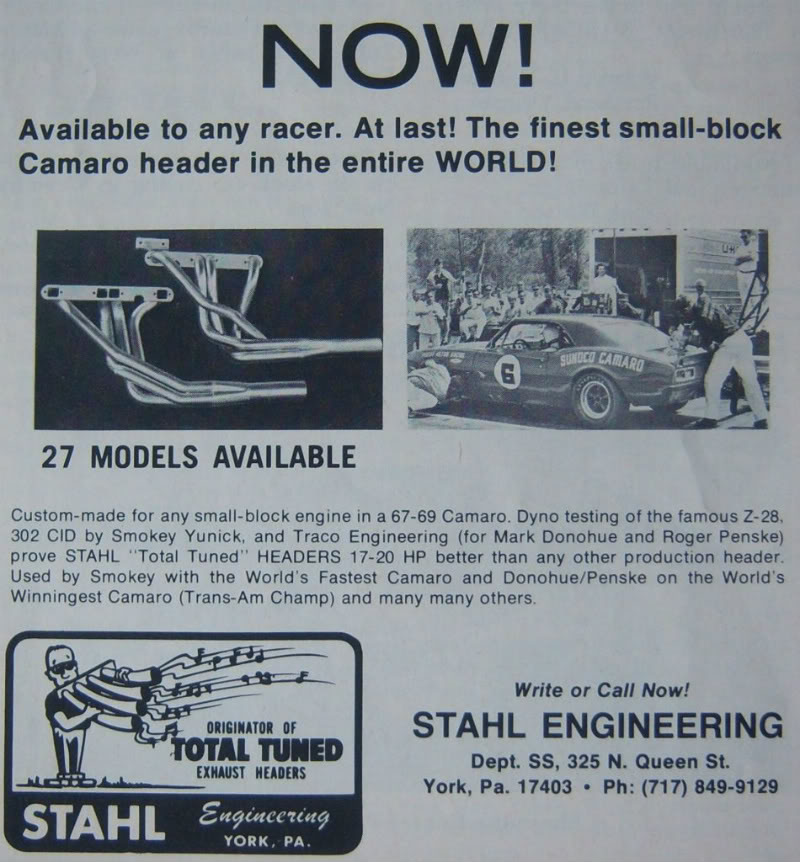 NOW!
Available to any racer. At last! The finest small-block
Camaro header in the entire WORLD!
SUNOCO CAMARO
6
27 MODELS AVAILABLE
Custom-made for any small-block engine in a 67-69 Camaro. Dyno testing of the famous Z-28,
302 CID by Smokey Yunick, and Traco Engineering (for Mark Donohue and Roger Penske)
prove STAHL "Total Tuned" HEADERS 17-20 HP better than any other production header.
Used by Smokey with the World's Fastest Camaro and Donohue/Penske on the World's
Winningest Camaro (Trans-Am Champ) and many many others.
ORIGINATOR OF
TOTAL TUNED
EXHAUST HEADERS
STAHL Engineering
YORK, PA.
Write or Call Now!
STAHL ENGINEERING
Dept. SS, 325 N. Queen St.
York, Pa. 17403 • Ph: (717) 849-9129